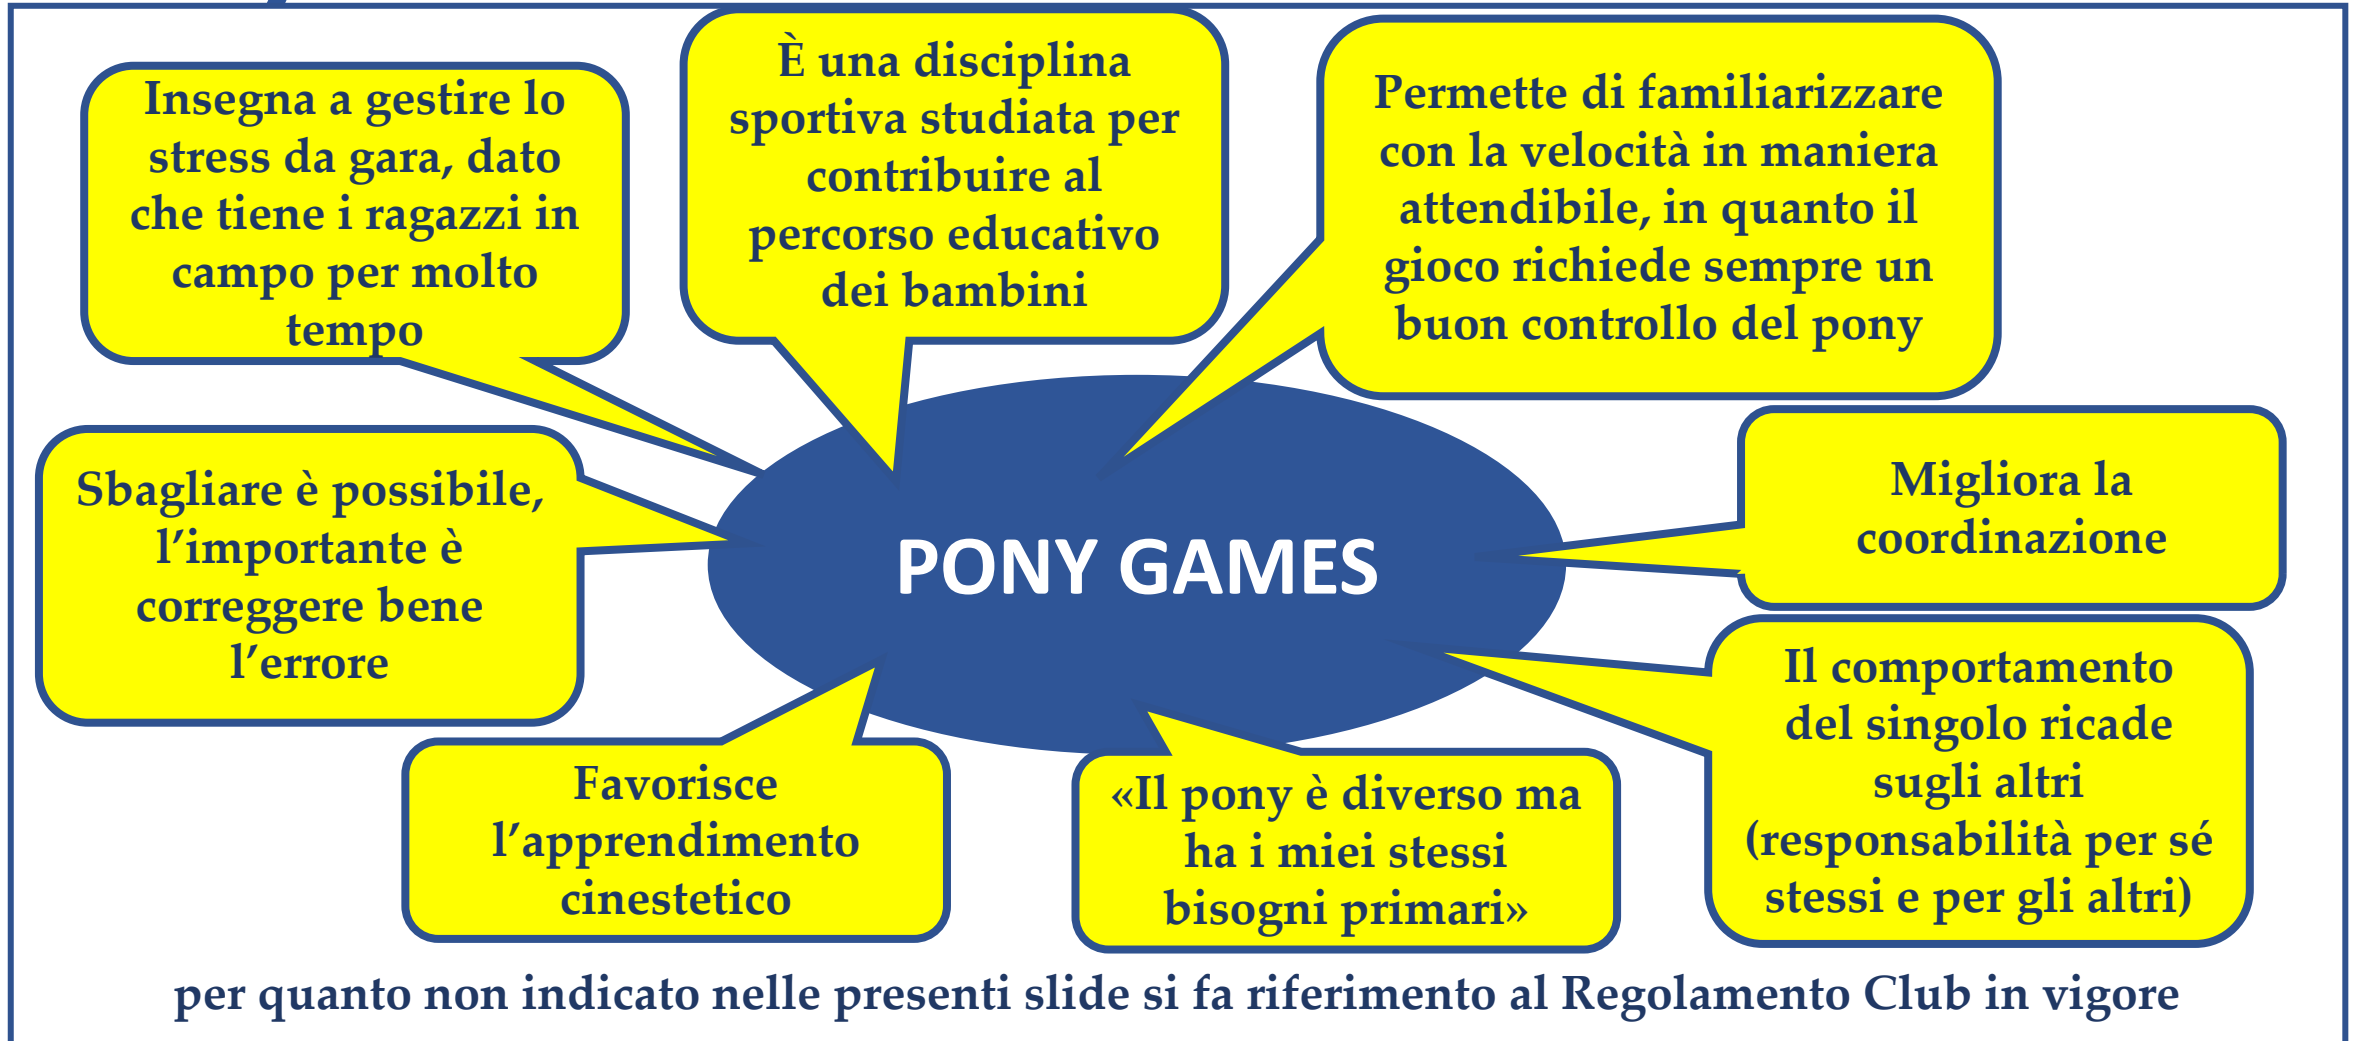 Insegna a gestire lo
stress da gara, dato
che tiene i ragazzi in
campo per molto
tempo
È una disciplina
sportiva studiata per
contribuire al
percorso educativo
dei bambini
Permette di familiarizzare
con la velocità in maniera
attendibile, in quanto il
gioco richiede sempre un
buon controllo del pony
Sbagliare è possibile,
l’importante è
correggere bene
l’errore
PONY GAMES
Migliora la
coordinazione
Favorisce
l’apprendimento
cinestetico
«Il pony è diverso ma
ha i miei stessi
bisogni primari»
Il comportamento
del singolo ricade
sugli altri
(responsabilità per sé
stessi e per gli altri)
per quanto non indicato nelle presenti slide si fa riferimento al Regolamento Club in vigore